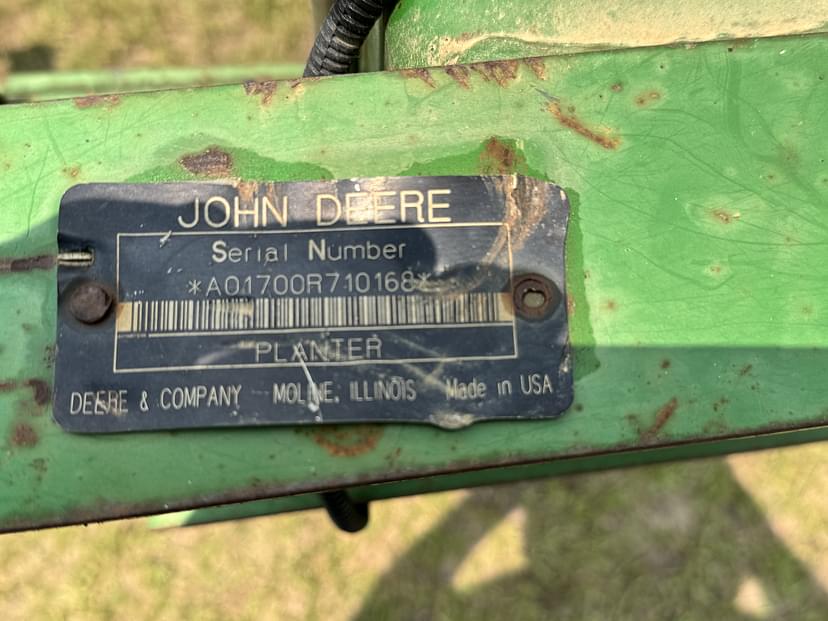 JOHN DEERE
Serial Number
*A01700R710168*
PLANTER
DEERE & COMPANY MOLINE, ILLINOIS Made in USA